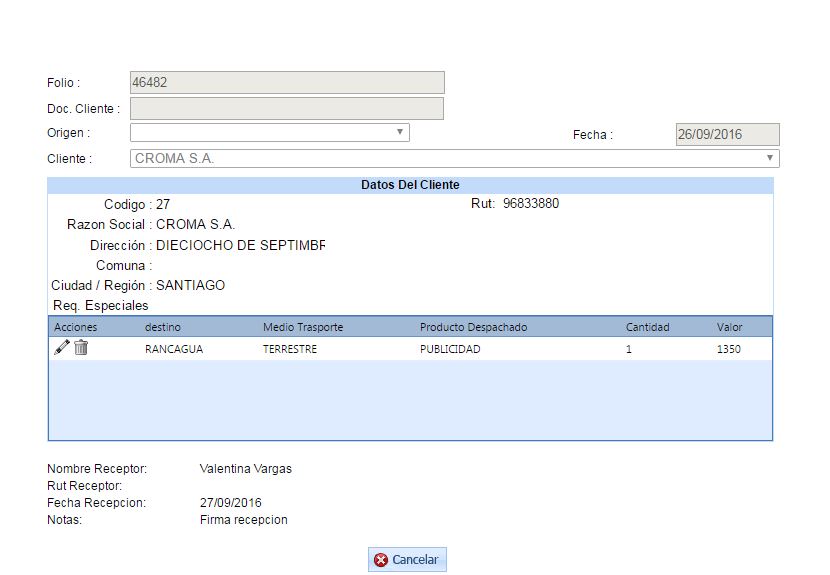 Folio : 46482
Doc. Cliente :
Origen :
Fecha : 26/09/2016
Cliente : CROMA S.A.
Datos Del Cliente
Codigo : 27 Rut: 96833880
Razon Social : CROMA S.A.
Dirección : DIECIOCHO DE SEPTIMBR
Comuna :
Ciudad / Región : SANTIAGO
Req. Especiales
Acciones destino Medio Trasporte Producto Despachado Cantidad Valor
RANCAGUA TERRESTRE PUBLICIDAD 1 1350
Nombre Receptor: Valentina Vargas
Rut Receptor:
Fecha Recepcion: 27/09/2016
Notas: Firma recepcion
Cancelar